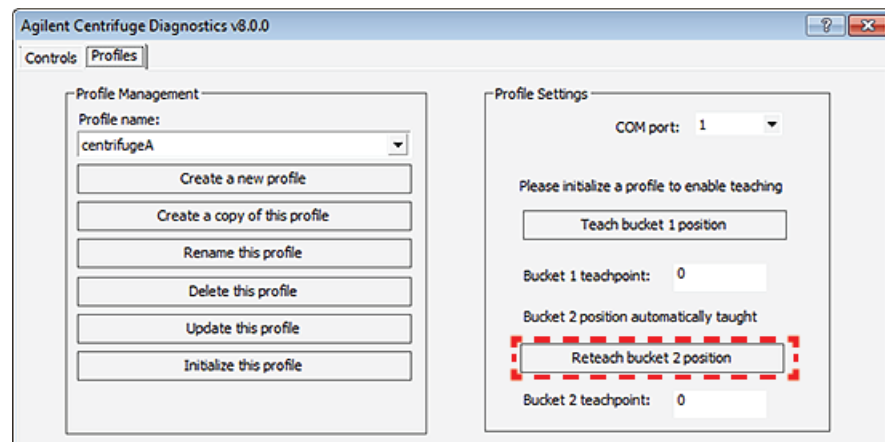 Agilent Centrifuge Diagnostics v8.0.0
Controls Profiles
Profile Management
Profile name:
centrifugeA
Create a new profile
Create a copy of this profile
Rename this profile
Delete this profile
Update this profile
Initialize this profile
Profile Settings
COM port: 1
Please initialize a profile to enable teaching
Teach bucket 1 position
Bucket 1 teachpoint: 0
Bucket 2 position automatically taught
Reteach bucket 2 position
Bucket 2 teachpoint: 0